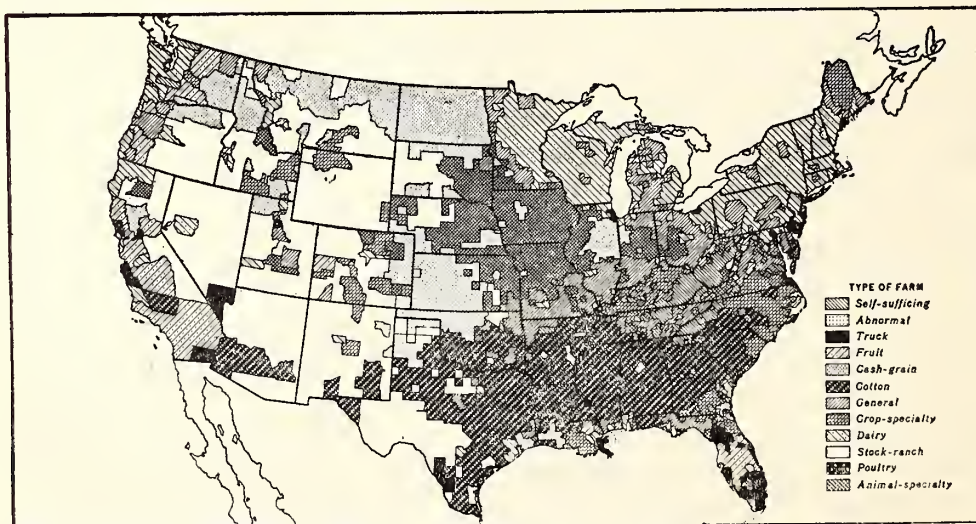 TYPE OF FARM
Self-sufficing
Abnormal
Truck
Fruit
Cash-grain
Cotton
General
Crop-specialty
Dairy
Stock-ranch
Poultry
Animal-specialty